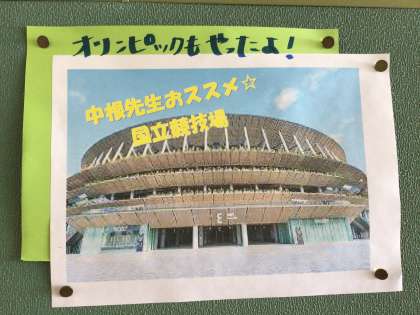 オリンピックもやったよ！
中根先生おススメ☆
国立競技場